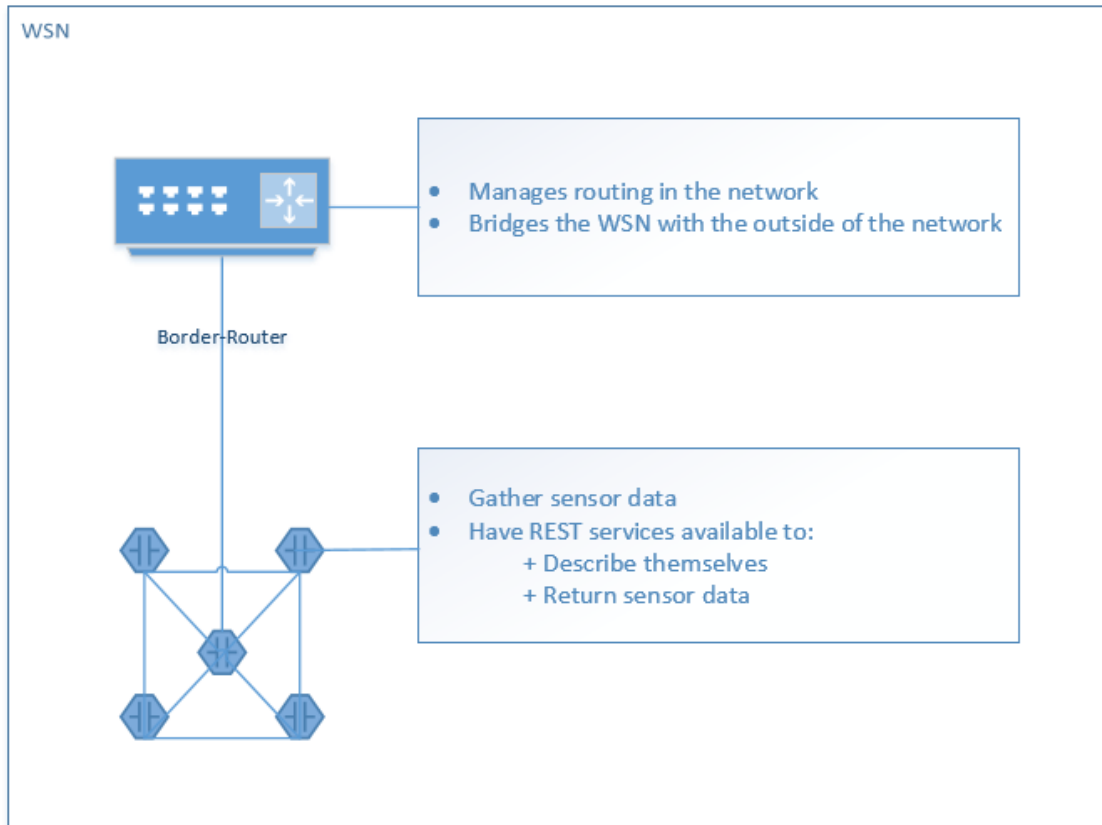 WSN
• Manages routing in the network
• Bridges the WSN with the outside of the network
Border-Router
• Gather sensor data
• Have REST services available to:
+ Describe themselves
+ Return sensor data